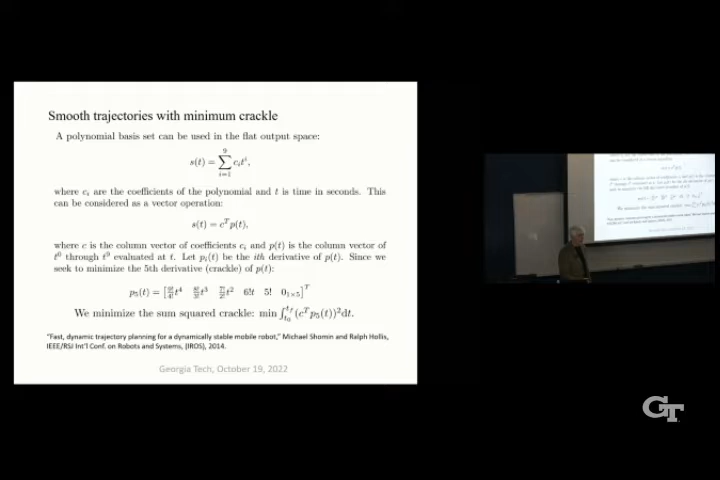 Smooth trajectories with minimum crackle
A polynomial basis set can be used in the flat output space:
s(t) = ∑_{i=1}^{9} c_i t^i,
where c_i are the coefficients of the polynomial and t is time in seconds. This
can be considered as a vector operation:
s(t) = c^T p(t),
where c is the column vector of coefficients c_i and p(t) is the column vector of
t^0 through t^9 evaluated at t. Let p_i(t) be the ith derivative of p(t). Since we
seek to minimize the 5th derivative (crackle) of p(t):
p_5(t) = [9!/4! t^4 8!/3! t^3 7!/2! t^2 6!t 5! 0_{1×5}]^T
We minimize the sum squared crackle: min ∫_{t_0}^{t_f} (c^T p_5(t))^2 dt.
"Fast, dynamic trajectory planning for a dynamically stable mobile robot," Michael Shomin and Ralph Hollis,
IEEE/RSJ Int'l Conf. on Robots and Systems, (IROS), 2014.
Georgia Tech, October 19, 2022
GT